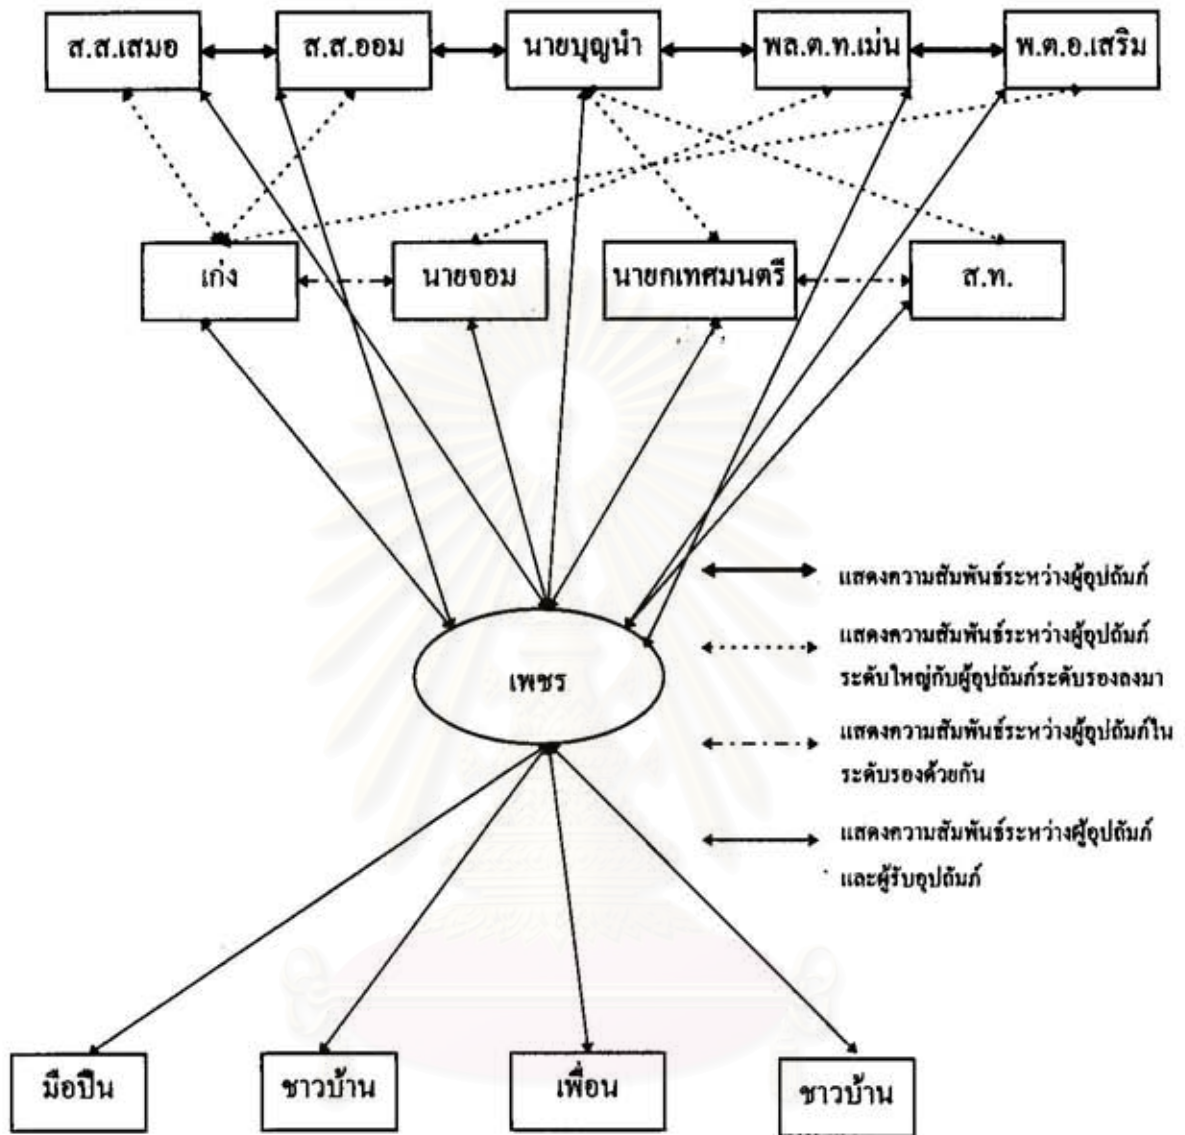 ส.ส.เสมอ ส.ส.ออม นายบุญนำ พล.ต.ท.เม่น พ.ต.อ.เสริม
เก่ง นายจอม นายกเทศมนตรี ส.ท.
แสดงความสัมพันธ์ระหว่างผู้อุปถัมภ์
แสดงความสัมพันธ์ระหว่างผู้อุปถัมภ์
ระดับใหญ่กับผู้อุปถัมภ์ระดับรองลงมา
เพชร
แสดงความสัมพันธ์ระหว่างผู้อุปถัมภ์ใน
ระดับรองด้วยกัน
แสดงความสัมพันธ์ระหว่างผู้อุปถัมภ์
และผู้รับอุปถัมภ์
มือปืน ชาวบ้าน เพื่อน ชาวบ้าน